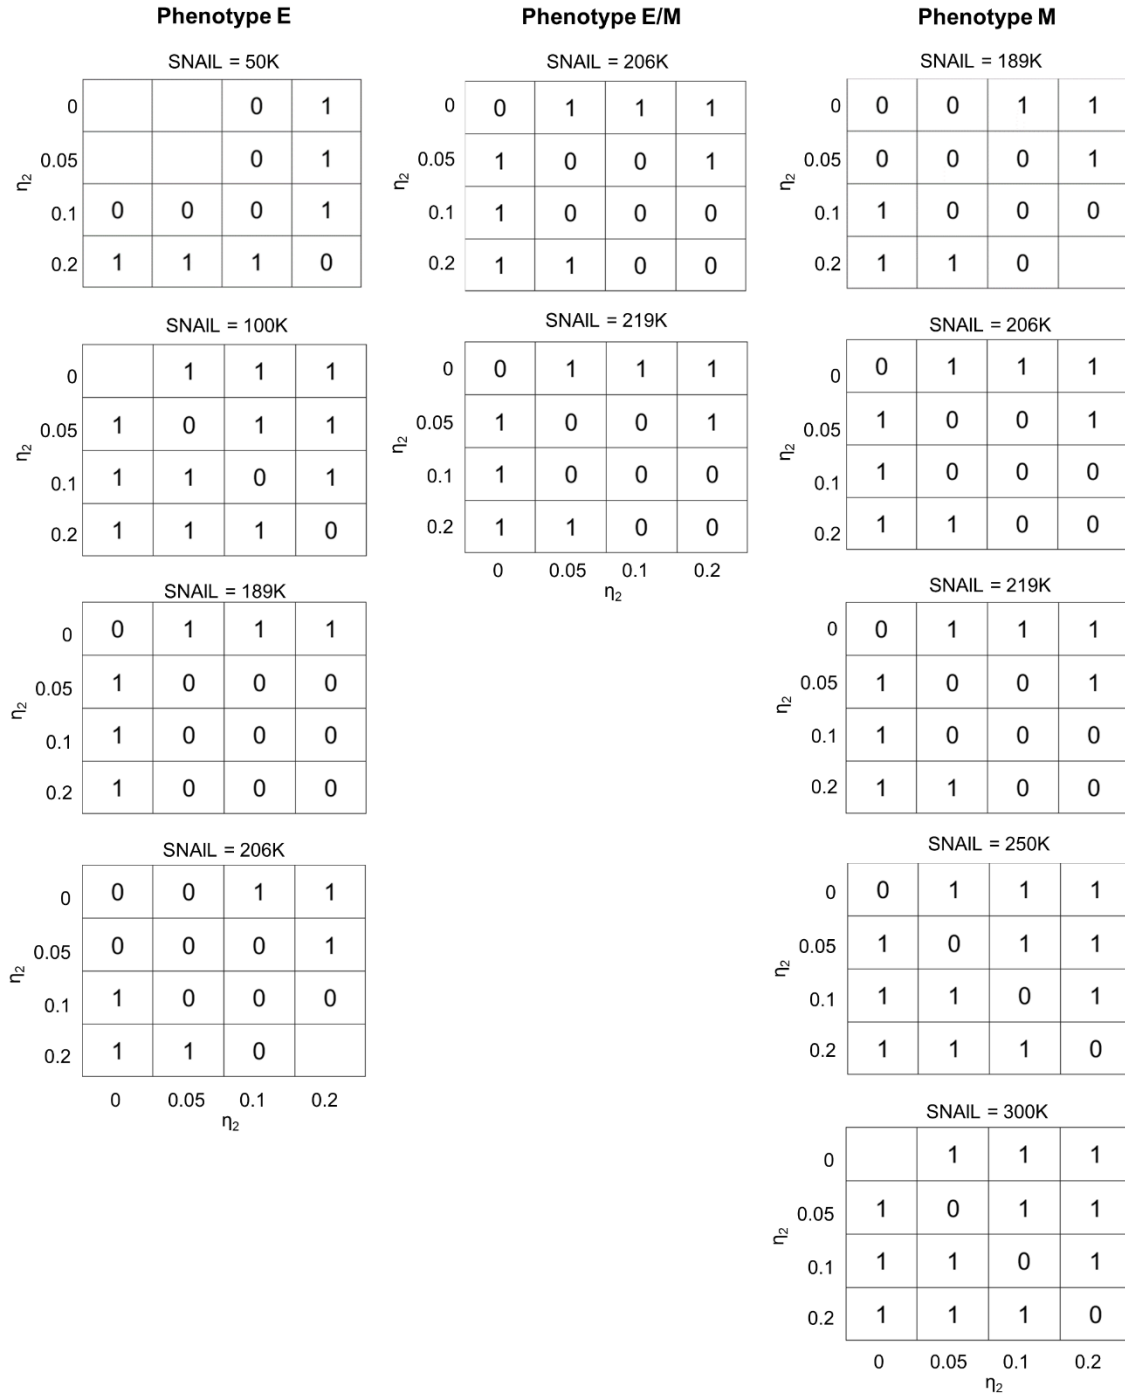 Phenotype E
SNAIL = 50K
0 0 1
0.05 0 1
0.1 0 0 0 1
0.2 1 1 1 0
η2
SNAIL = 100K
0 1 1 1
0.05 1 0 1 1
0.1 1 1 0 1
0.2 1 1 1 0
η2
SNAIL = 189K
0 0 1 1 1
0.05 1 0 0 0
0.1 1 0 0 0
0.2 1 0 0 0
η2
SNAIL = 206K
0 0 0 1 1
0.05 0 0 0 1
0.1 1 0 0 0
0.2 1 1 0
η2
0 0.05 0.1 0.2
η2
Phenotype E/M
SNAIL = 206K
0 0 1 1 1
0.05 1 0 0 1
0.1 1 0 0 0
0.2 1 1 0 0
η2
SNAIL = 219K
0 0 1 1 1
0.05 1 0 0 1
0.1 1 0 0 0
0.2 1 1 0 0
η2
0 0.05 0.1 0.2
η2
Phenotype M
SNAIL = 189K
0 0 0 1 1
0.05 0 0 0 1
0.1 1 0 0 0
0.2 1 1 0
η2
SNAIL = 206K
0 0 1 1 1
0.05 1 0 0 1
0.1 1 0 0 0
0.2 1 1 0 0
η2
SNAIL = 219K
0 0 1 1 1
0.05 1 0 0 1
0.1 1 0 0 0
0.2 1 1 0 0
η2
SNAIL = 250K
0 0 1 1 1
0.05 1 0 1 1
0.1 1 1 0 1
0.2 1 1 1 0
η2
SNAIL = 300K
0 1 1 1
0.05 1 0 1 1
0.1 1 1 0 1
0.2 1 1 1 0
η2
0 0.05 0.1 0.2
η2